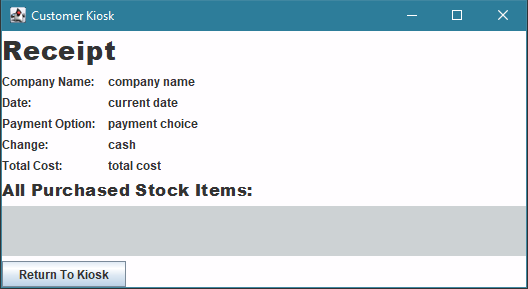 Customer Kiosk
Receipt
Company Name: company name
Date: current date
Payment Option: payment choice
Change: cash
Total Cost: total cost
All Purchased Stock Items:
Return To Kiosk